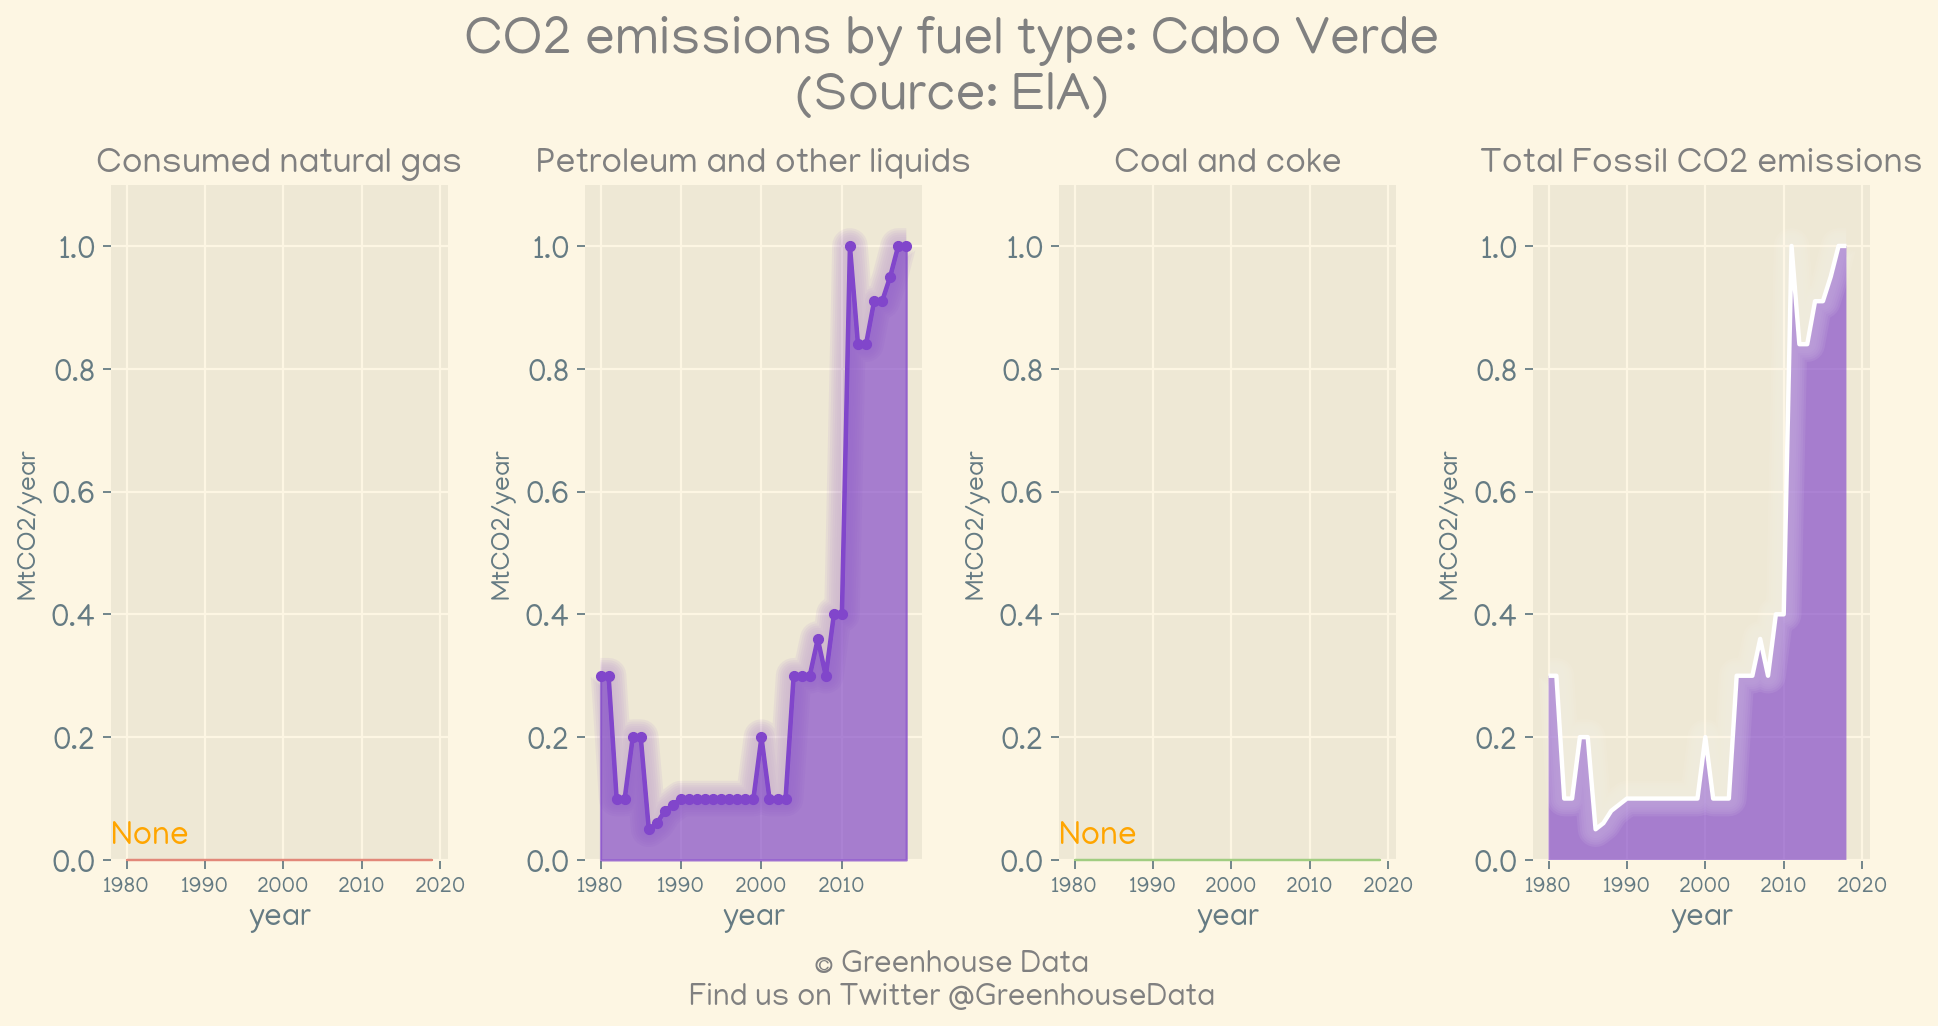 CO2 emissions by fuel type: Cabo Verde
(Source: EIA)
Consumed natural gas
MtCO2/year
1.0
0.8
0.6
0.4
0.2
0.0
None
1980 1990 2000 2010 2020
year
Petroleum and other liquids
MtCO2/year
1.0
0.8
0.6
0.4
0.2
0.0
1980 1990 2000 2010
year
Coal and coke
MtCO2/year
1.0
0.8
0.6
0.4
0.2
0.0
None
1980 1990 2000 2010 2020
year
Total Fossil CO2 emissions
MtCO2/year
1.0
0.8
0.6
0.4
0.2
0.0
1980 1990 2000 2010 2020
year
© Greenhouse Data
Find us on Twitter @GreenhouseData